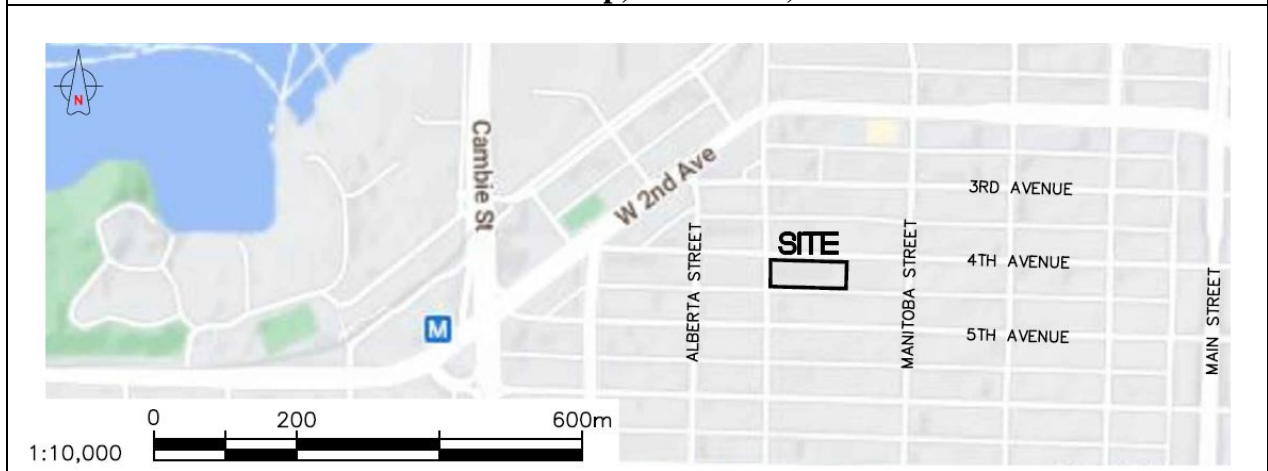 N
Cambie St
W 2nd Ave
3RD AVENUE
SITE
4TH AVENUE
ALBERTA STREET
MANITOBA STREET
5TH AVENUE
MAIN STREET
M
0 200 600m
1:10,000